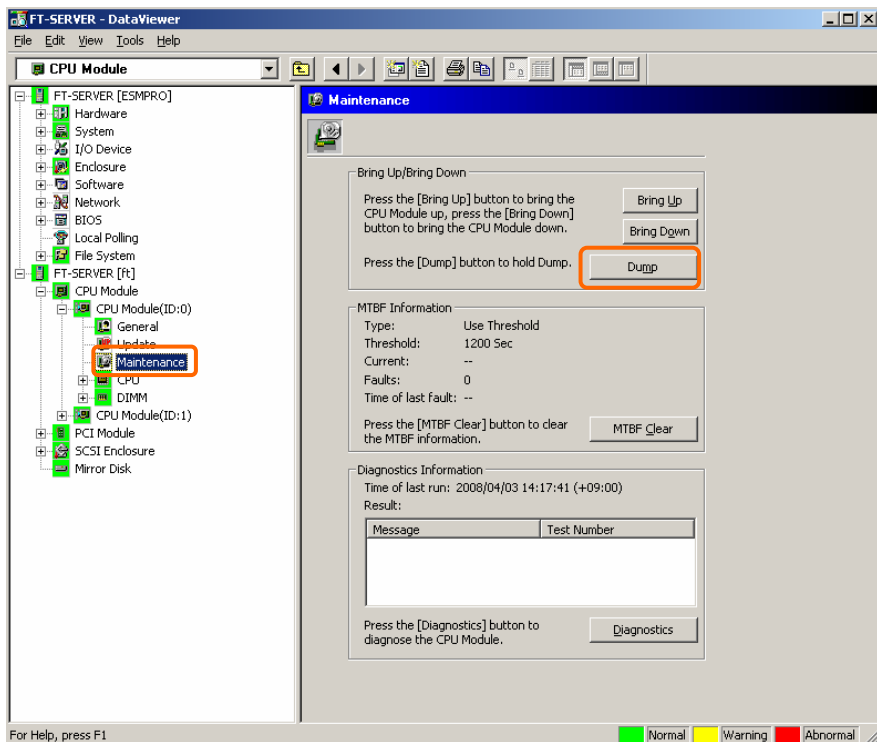 FT-SERVER - DataViewer
File Edit View Tools Help
CPU Module
FT-SERVER [ESMPRO]
Hardware
System
I/O Device
Enclosure
Software
Network
BIOS
Local Polling
File System
FT-SERVER [ft]
CPU Module
CPU Module(ID:0)
General
Update
Maintenance
CPU
DIMM
CPU Module(ID:1)
PCI Module
SCSI Enclosure
Mirror Disk
Maintenance
Bring Up/Bring Down
Press the [Bring Up] button to bring the
CPU Module up, press the [Bring Down]
button to bring the CPU Module down.
Bring Up
Bring Down
Press the [Dump] button to hold Dump.
Dump
MTBF Information
Type: Use Threshold
Threshold: 1200 Sec
Current: --
Faults: 0
Time of last fault: --
Press the [MTBF Clear] button to clear
the MTBF information.
MTBF Clear
Diagnostics Information
Time of last run: 2008/04/03 14:17:41 (+09:00)
Result:
Message Test Number
Press the [Diagnostics] button to
diagnose the CPU Module.
Diagnostics
For Help, press F1
Normal Warning Abnormal